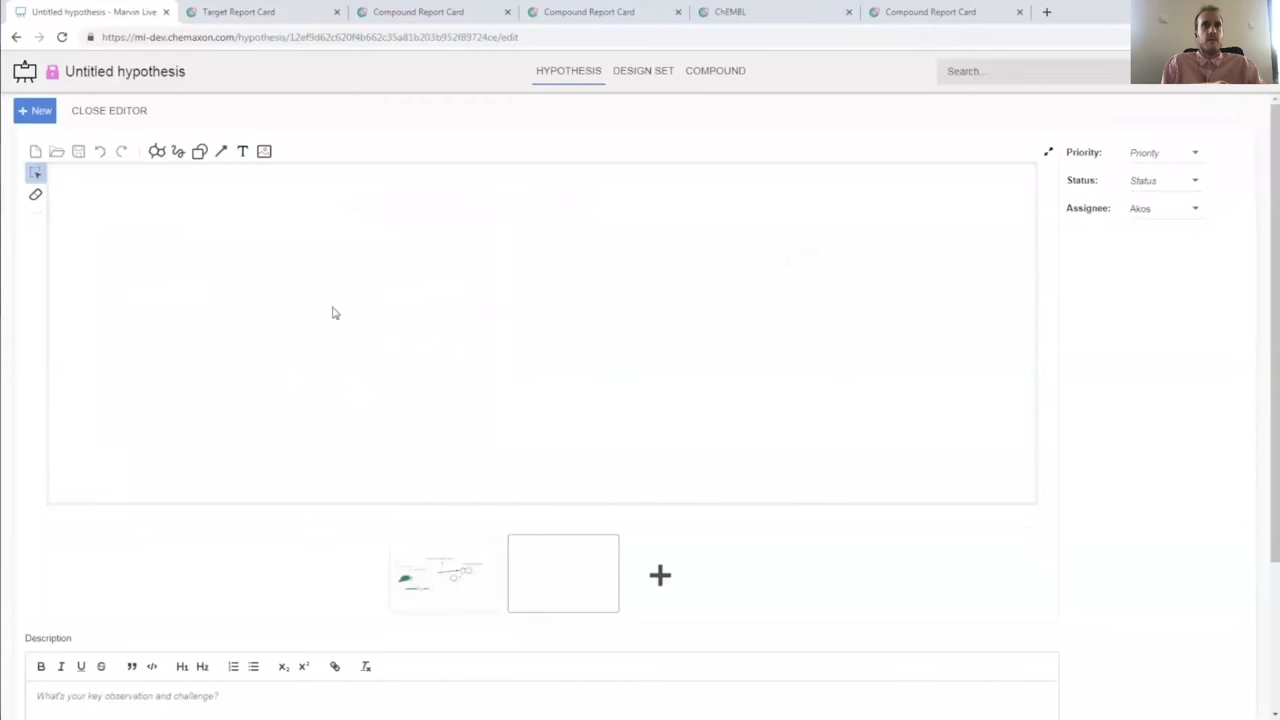 Untitled hypothesis - Marvin Live
Target Report Card
Compound Report Card
Compound Report Card
ChEMBL
Compound Report Card
https://ml-dev.chemaxon.com/hypothesis/12ef9d62c620f4b662c35a81b203b952f89724ce/edit
Untitled hypothesis
HYPOTHESIS
DESIGN SET
COMPOUND
Search...
+ New
CLOSE EDITOR
T
Priority: Priority
Status: Status
Assignee: Akos
Description
B I U S H1 H2 X2 X²
What's your key observation and challenge?